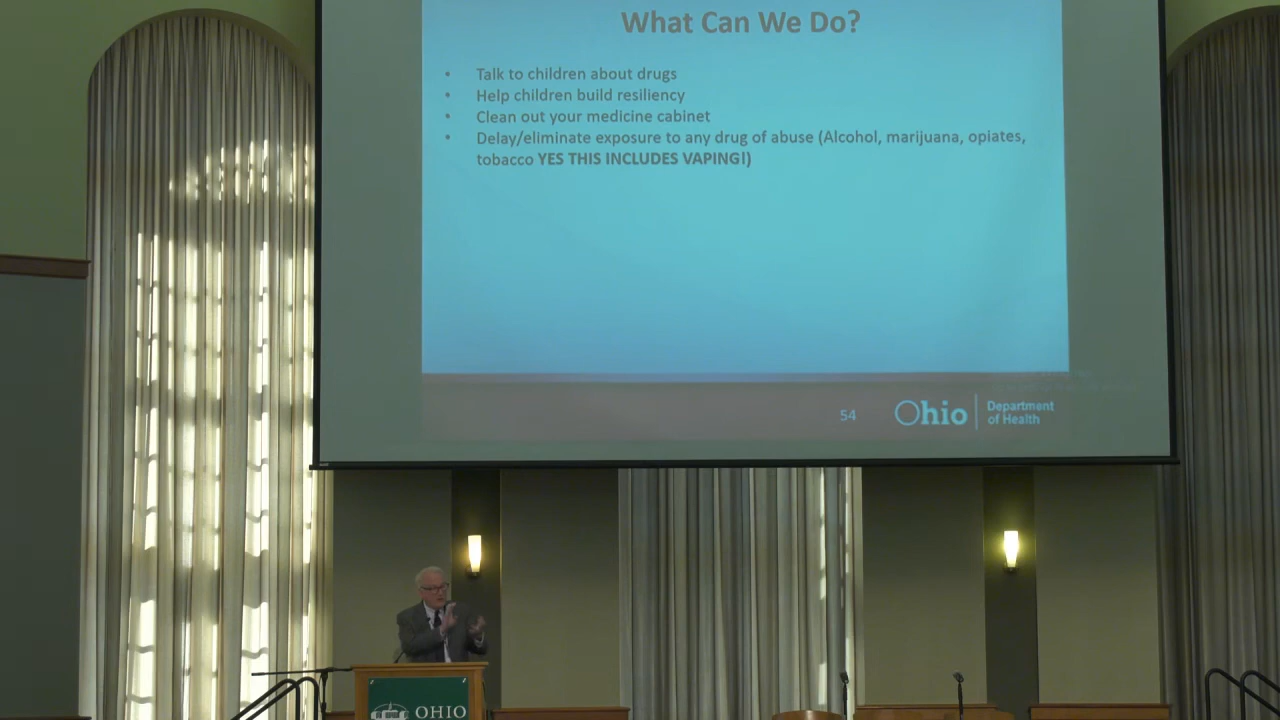 What Can We Do?
• Talk to children about drugs
• Help children build resiliency
• Clean out your medicine cabinet
• Delay/eliminate exposure to any drug of abuse (Alcohol, marijuana, opiates,
tobacco YES THIS INCLUDES VAPING!)
54
Ohio
Department
of Health
OHIO